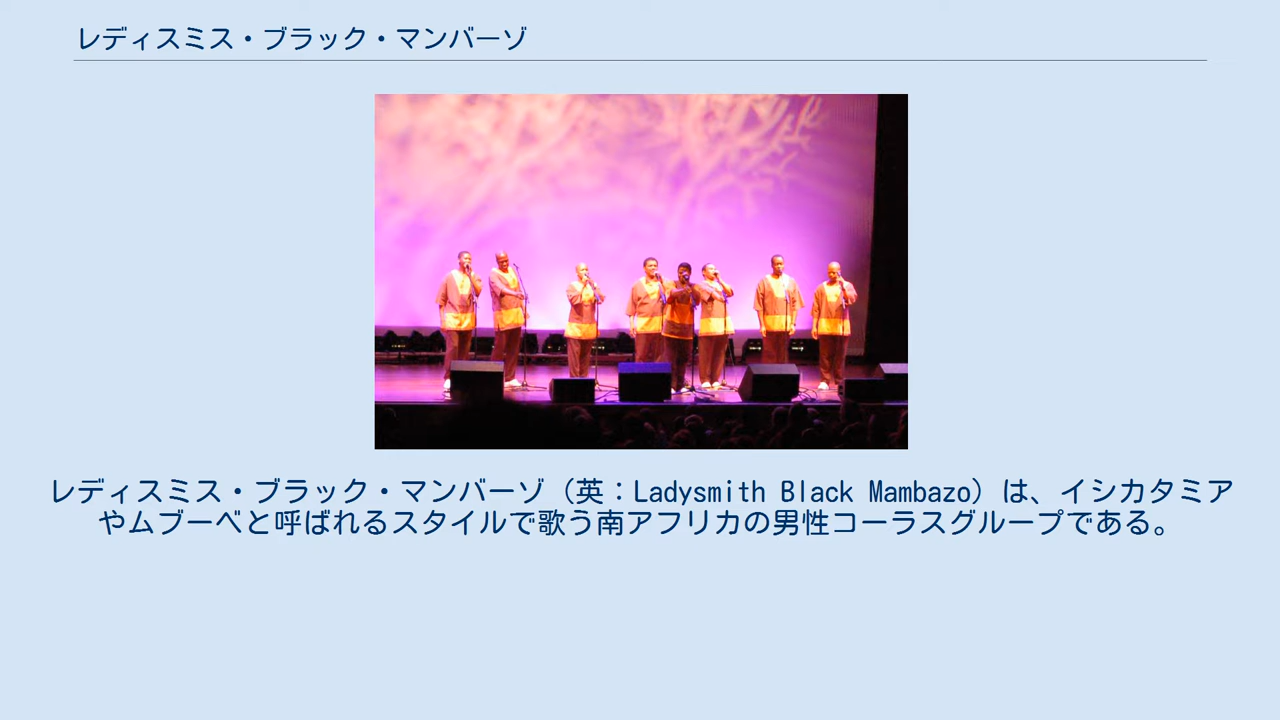 レディスミス・ブラック・マンバーゾ
レディスミス・ブラック・マンバーゾ（英：Ladysmith Black Mambazo）は、イシカタミア
やムブーベと呼ばれるスタイルで歌う南アフリカの男性コーラスグループである。